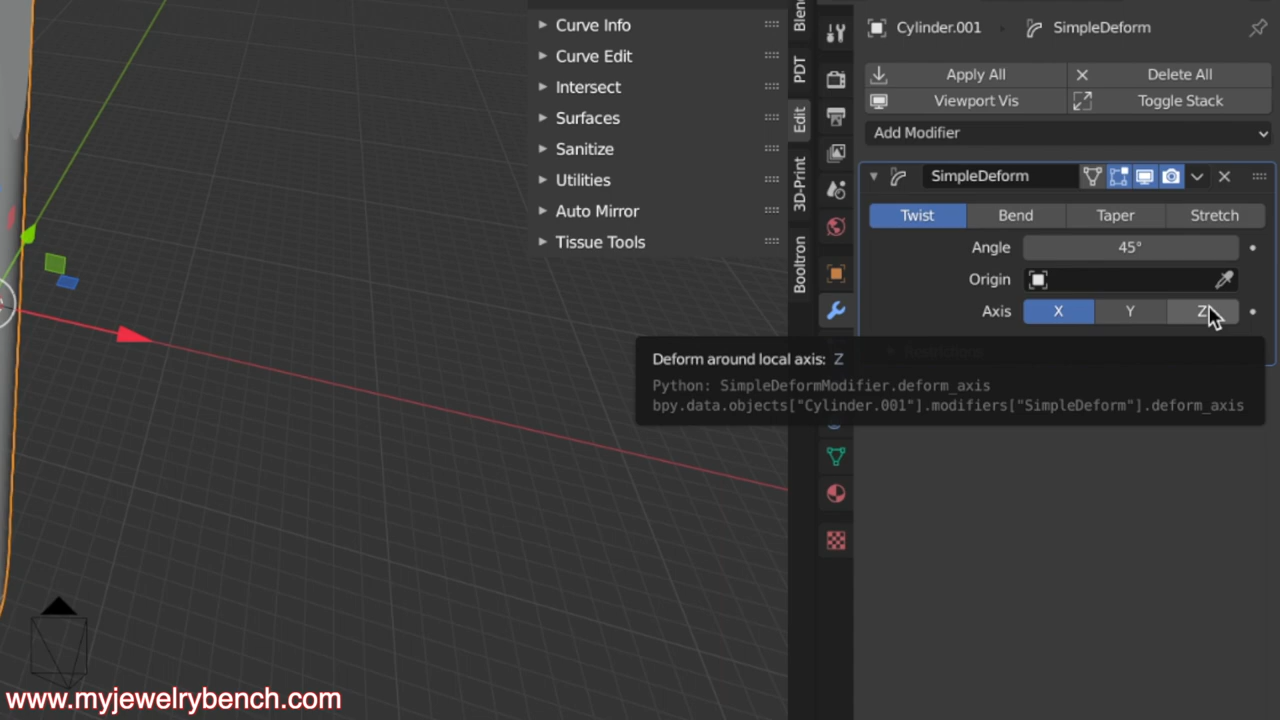 Curve Info
Curve Edit
Intersect
Surfaces
Sanitize
Utilities
Auto Mirror
Tissue Tools
Blen
PDT
Edit
3D-Print
Booltron
Cylinder.001 SimpleDeform
Apply All Delete All
Viewport Vis Toggle Stack
Add Modifier
SimpleDeform
Twist Bend Taper Stretch
Angle 45°
Origin
Axis X Y Z
Restrictions
Deform around local axis: Z
Python: SimpleDeformModifier.deform_axis
bpy.data.objects["Cylinder.001"].modifiers["SimpleDeform"].deform_axis
www.myjewelrybench.com